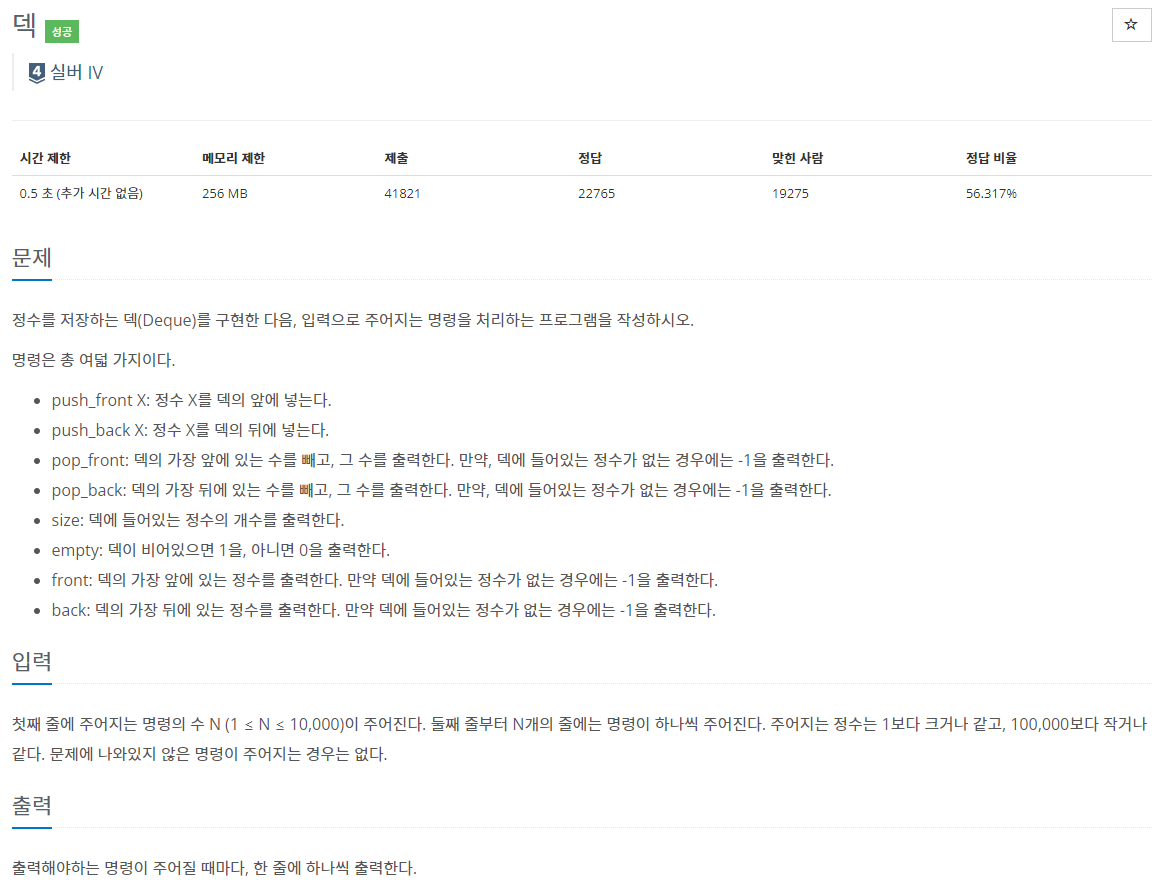 덱 성공
☆
4 실버 IV
시간 제한 메모리 제한 제출 정답 맞힌 사람 정답 비율
0.5 초 (추가 시간 없음) 256 MB 41821 22765 19275 56.317%
문제
정수를 저장하는 덱(Deque)를 구현한 다음, 입력으로 주어지는 명령을 처리하는 프로그램을 작성하시오.
명령은 총 여덟 가지이다.
• push_front X: 정수 X를 덱의 앞에 넣는다.
• push_back X: 정수 X를 덱의 뒤에 넣는다.
• pop_front: 덱의 가장 앞에 있는 수를 빼고, 그 수를 출력한다. 만약, 덱에 들어있는 정수가 없는 경우에는 -1을 출력한다.
• pop_back: 덱의 가장 뒤에 있는 수를 빼고, 그 수를 출력한다. 만약, 덱에 들어있는 정수가 없는 경우에는 -1을 출력한다.
• size: 덱에 들어있는 정수의 개수를 출력한다.
• empty: 덱이 비어있으면 1을, 아니면 0을 출력한다.
• front: 덱의 가장 앞에 있는 정수를 출력한다. 만약 덱에 들어있는 정수가 없는 경우에는 -1을 출력한다.
• back: 덱의 가장 뒤에 있는 정수를 출력한다. 만약 덱에 들어있는 정수가 없는 경우에는 -1을 출력한다.
입력
첫째 줄에 주어지는 명령의 수 N (1 ≤ N ≤ 10,000)이 주어진다. 둘째 줄부터 N개의 줄에는 명령이 하나씩 주어진다. 주어지는 정수는 1보다 크거나 같고, 100,000보다 작거나
같다. 문제에 나와있지 않은 명령이 주어지는 경우는 없다.
출력
출력해야하는 명령이 주어질 때마다, 한 줄에 하나씩 출력한다.